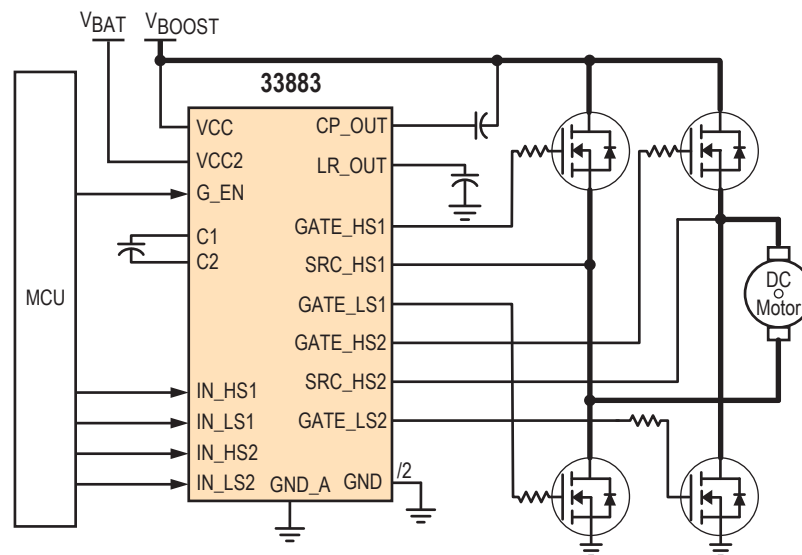 VBAT
VBOOST
33883
VCC
CP_OUT
VCC2
LR_OUT
G_EN
GATE_HS1
C1
C2
SRC_HS1
MCU
GATE_LS1
DC
Motor
GATE_HS2
SRC_HS2
IN_HS1
GATE_LS2
IN_LS1
IN_HS2
IN_LS2
GND_A
GND
/2